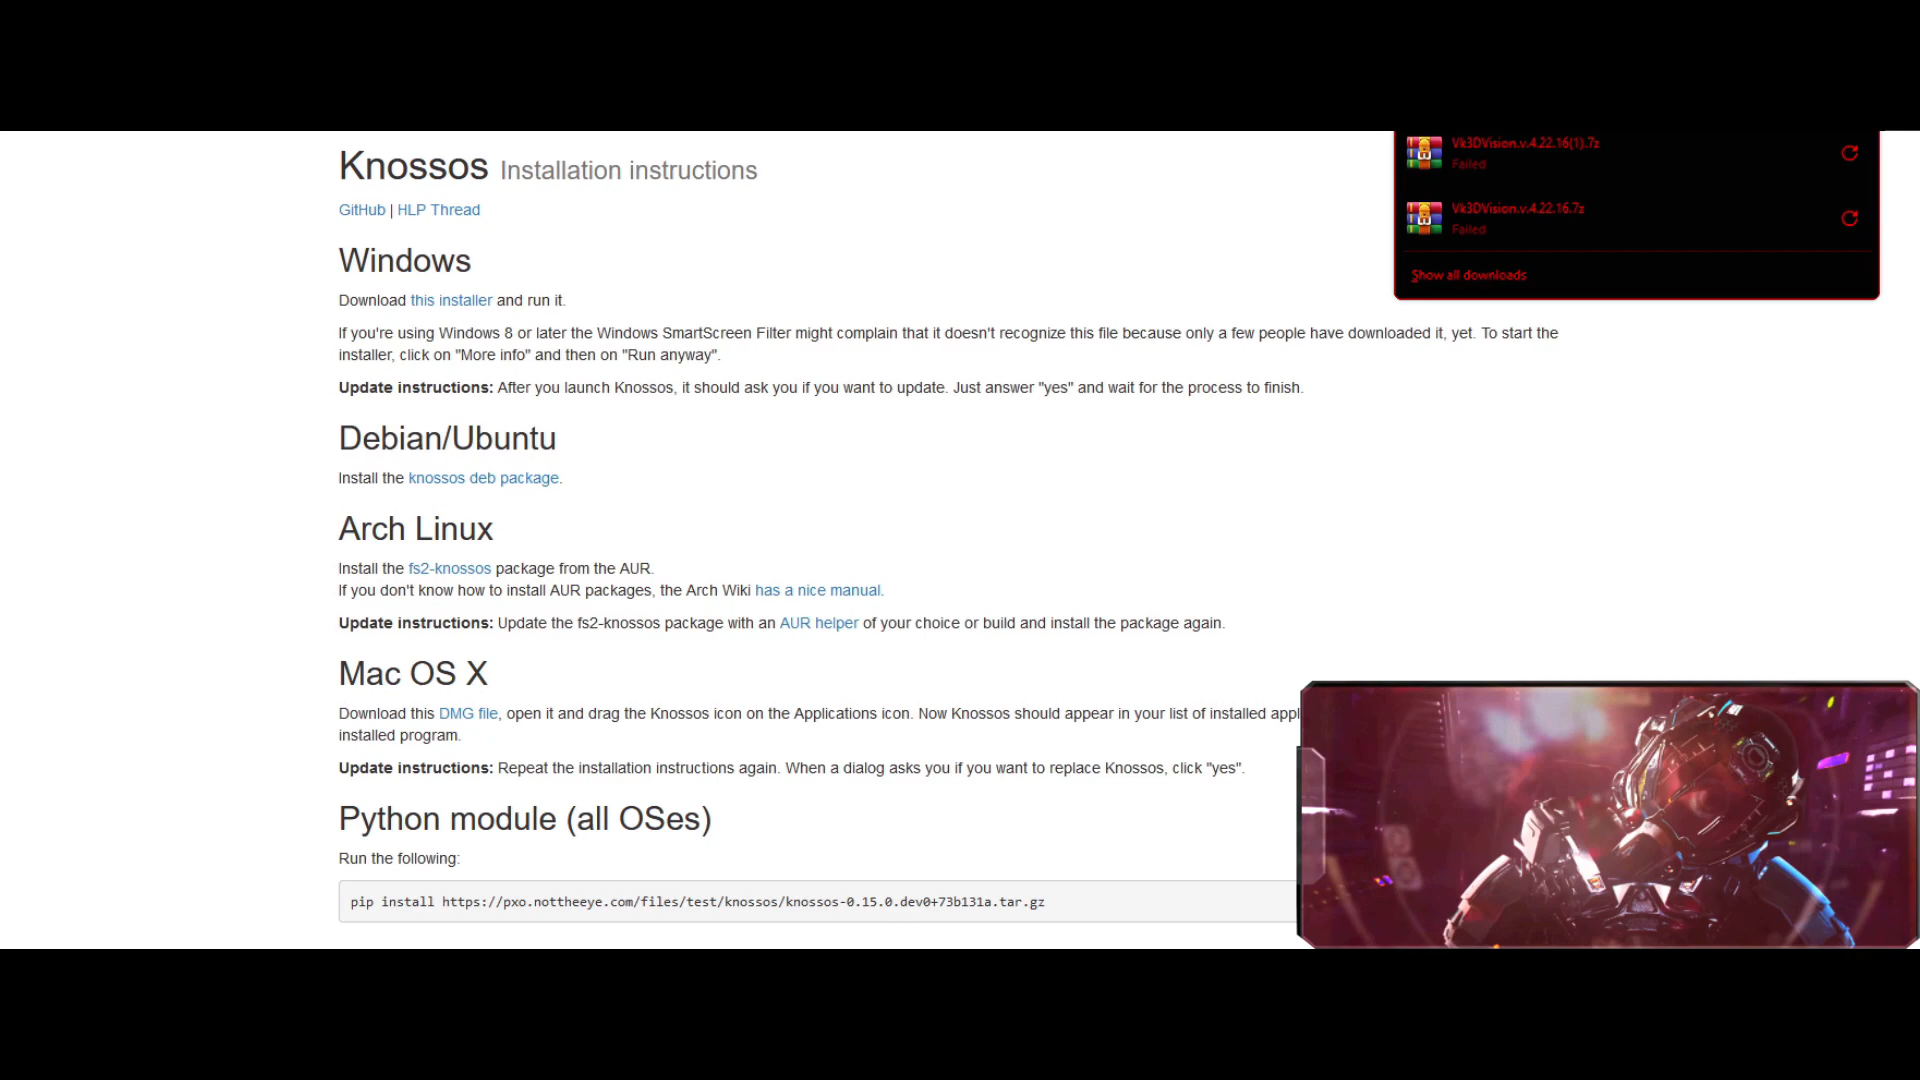 Knossos Installation instructions
GitHub | HLP Thread
Windows
Download this installer and run it.
If you're using Windows 8 or later the Windows SmartScreen Filter might complain that it doesn't recognize this file because only a few people have downloaded it, yet. To start the
installer, click on "More info" and then on "Run anyway".
Update instructions: After you launch Knossos, it should ask you if you want to update. Just answer "yes" and wait for the process to finish.
Debian/Ubuntu
Install the knossos deb package.
Arch Linux
Install the fs2-knossos package from the AUR.
If you don't know how to install AUR packages, the Arch Wiki has a nice manual.
Update instructions: Update the fs2-knossos package with an AUR helper of your choice or build and install the package again.
Mac OS X
Download this DMG file, open it and drag the Knossos icon on the Applications icon. Now Knossos should appear in your list of installed appl
installed program.
Update instructions: Repeat the installation instructions again. When a dialog asks you if you want to replace Knossos, click "yes".
Python module (all OSes)
Run the following:
pip install https://pxo.nottheeye.com/files/test/knossos/knossos-0.15.0.dev0+73b131a.tar.gz
Vk3DVision.v.4.22.16(1).7z
Failed
Vk3DVision.v.4.22.16.7z
Failed
Show all downloads